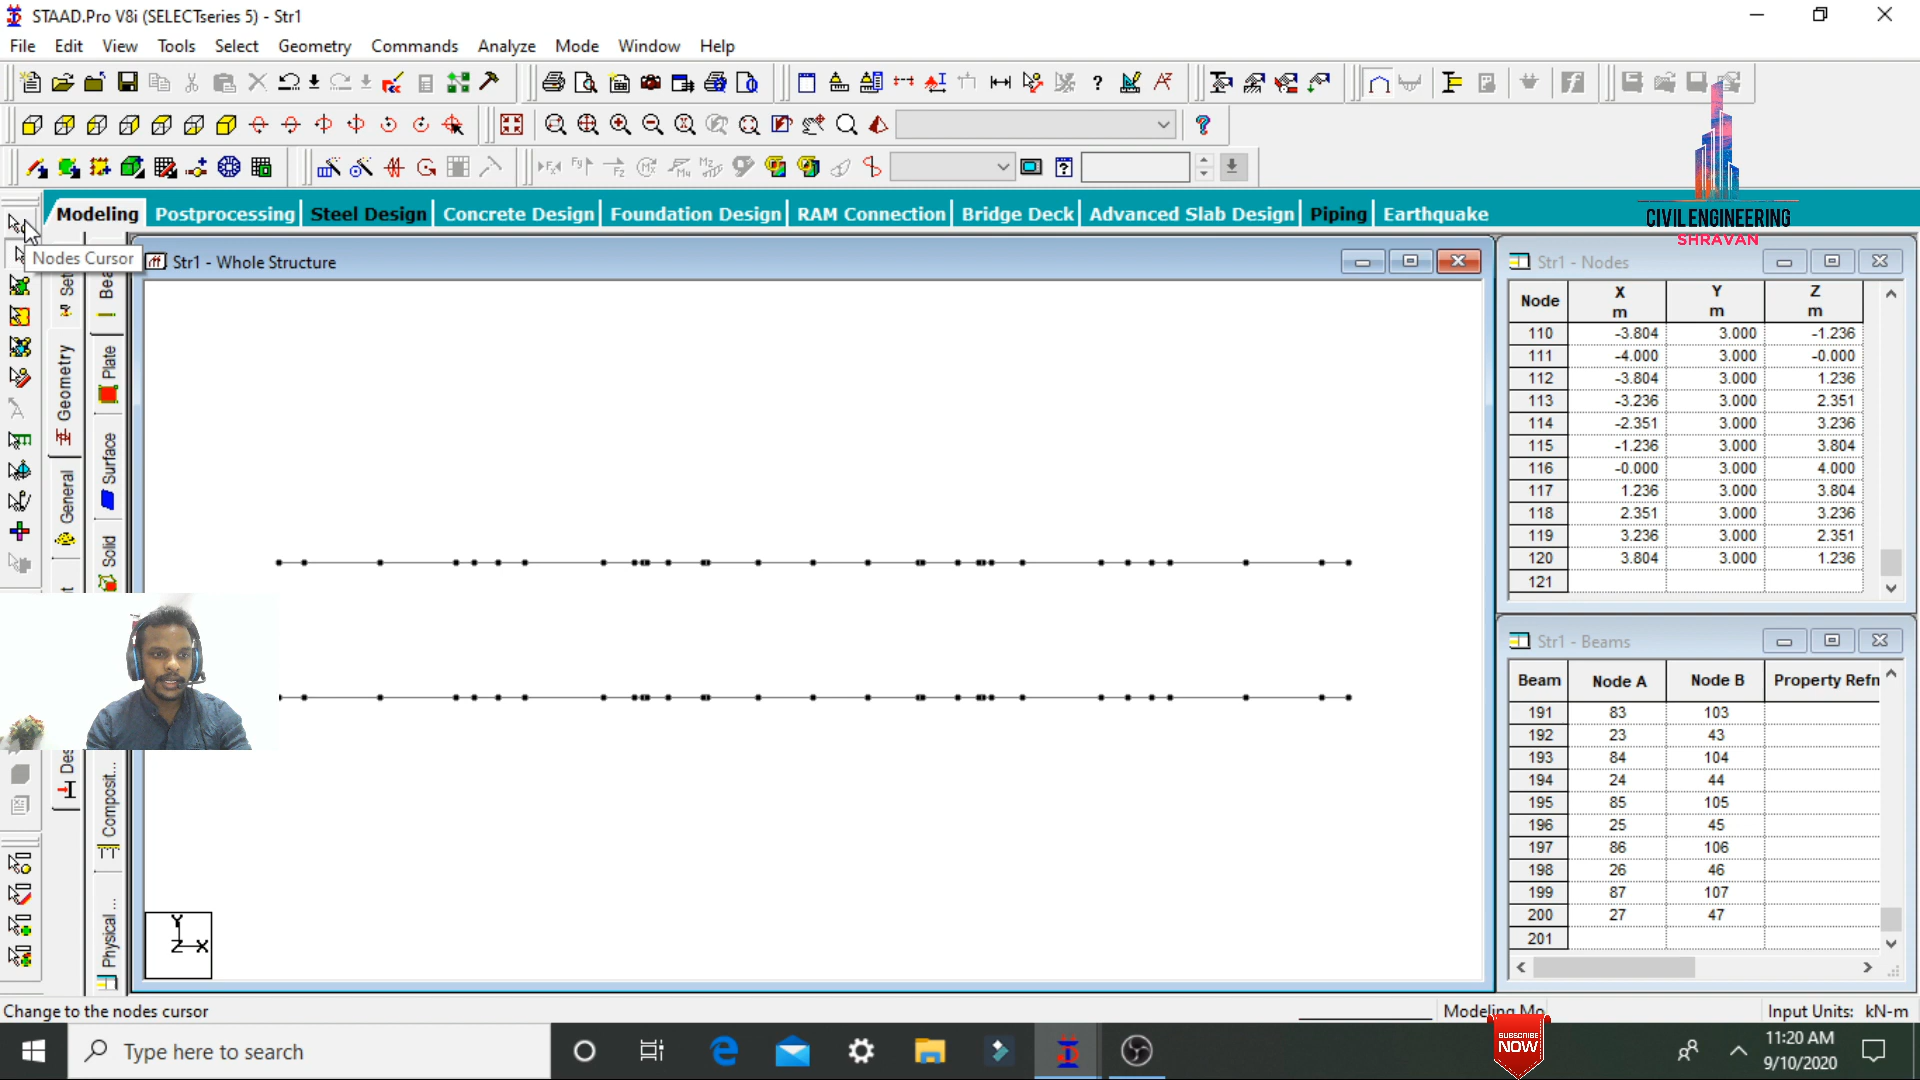 STAAD.Pro V8i (SELECTseries 5) - Str1
File Edit View Tools Select Geometry Commands Analyze Mode Window Help
Modeling Postprocessing Steel Design Concrete Design Foundation Design RAM Connection Bridge Deck Advanced Slab Design Piping Earthquake
CIVIL ENGINEERING
SHRAVAN
Nodes Cursor
Geometry
General
Plate
Surface
Solid
Composit...
Physical ...
Str1 - Whole Structure
Y
Z X
Str1 - Nodes
Node X m Y m Z m
110 -3.804 3.000 -1.236
111 -4.000 3.000 -0.000
112 -3.804 3.000 1.236
113 -3.236 3.000 2.351
114 -2.351 3.000 3.236
115 -1.236 3.000 3.804
116 -0.000 3.000 4.000
117 1.236 3.000 3.804
118 2.351 3.000 3.236
119 3.236 3.000 2.351
120 3.804 3.000 1.236
121
Str1 - Beams
Beam Node A Node B Property Refn
191 83 103
192 23 43
193 84 104
194 24 44
195 85 105
196 25 45
197 86 106
198 26 46
199 87 107
200 27 47
201
Change to the nodes cursor
Modeling Mo
Input Units: kN-m
SUBSCRIBE
NOW
Type here to search
11:20 AM
9/10/2020